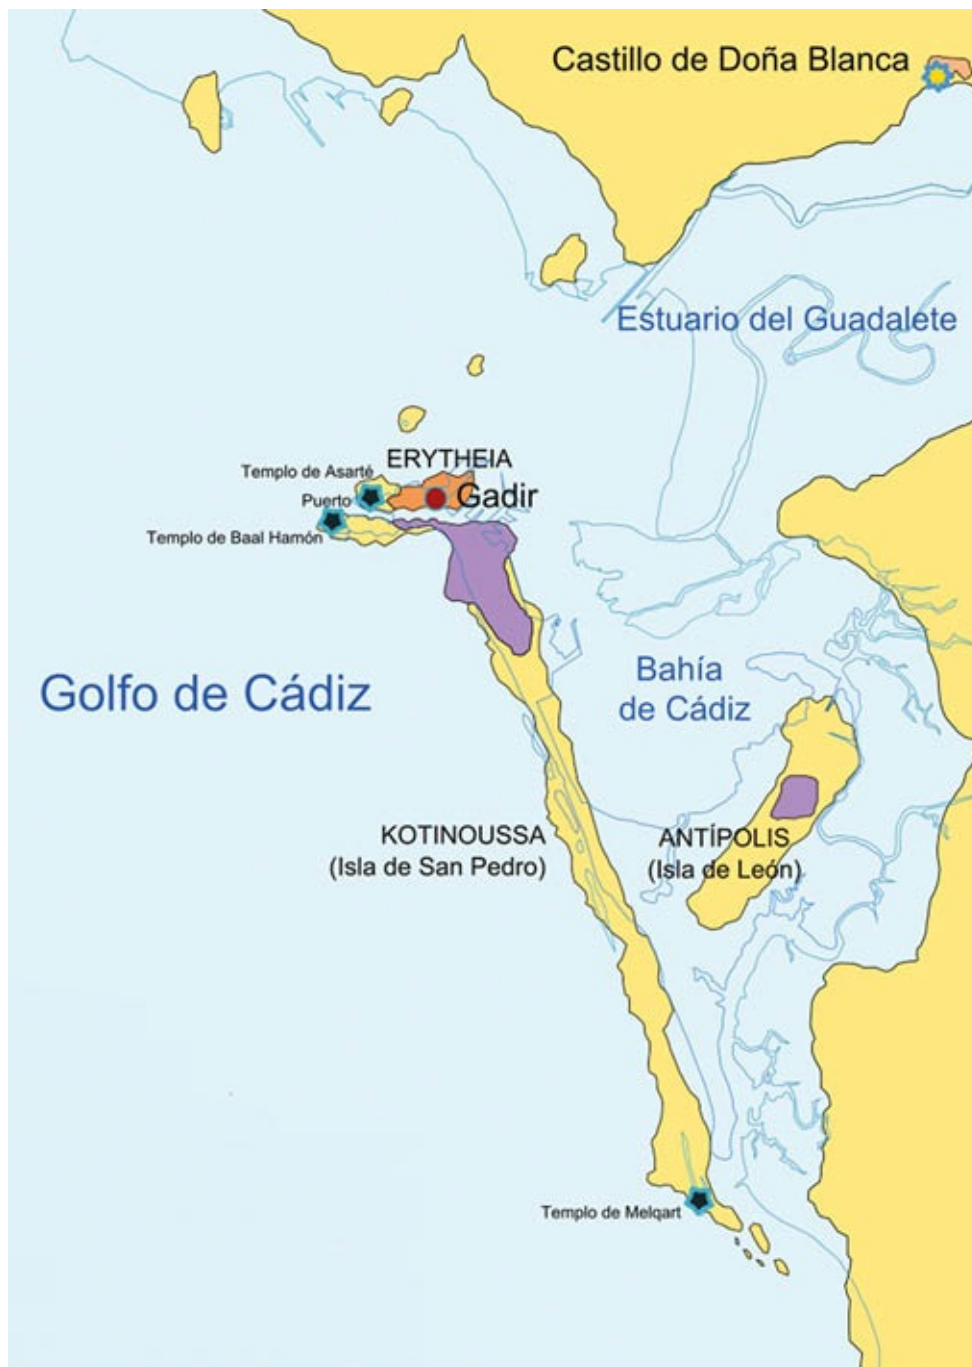 Castillo de Doña Blanca
Estuario del Guadalete
ERYTHEIA
Templo de Asarté
Gadir
Puerto
Templo de Baal Hamón
Bahía
de Cádiz
Golfo de Cádiz
KOTINOUSSA
(Isla de San Pedro)
ANTÍPOLIS
(Isla de León)
Templo de Melqart